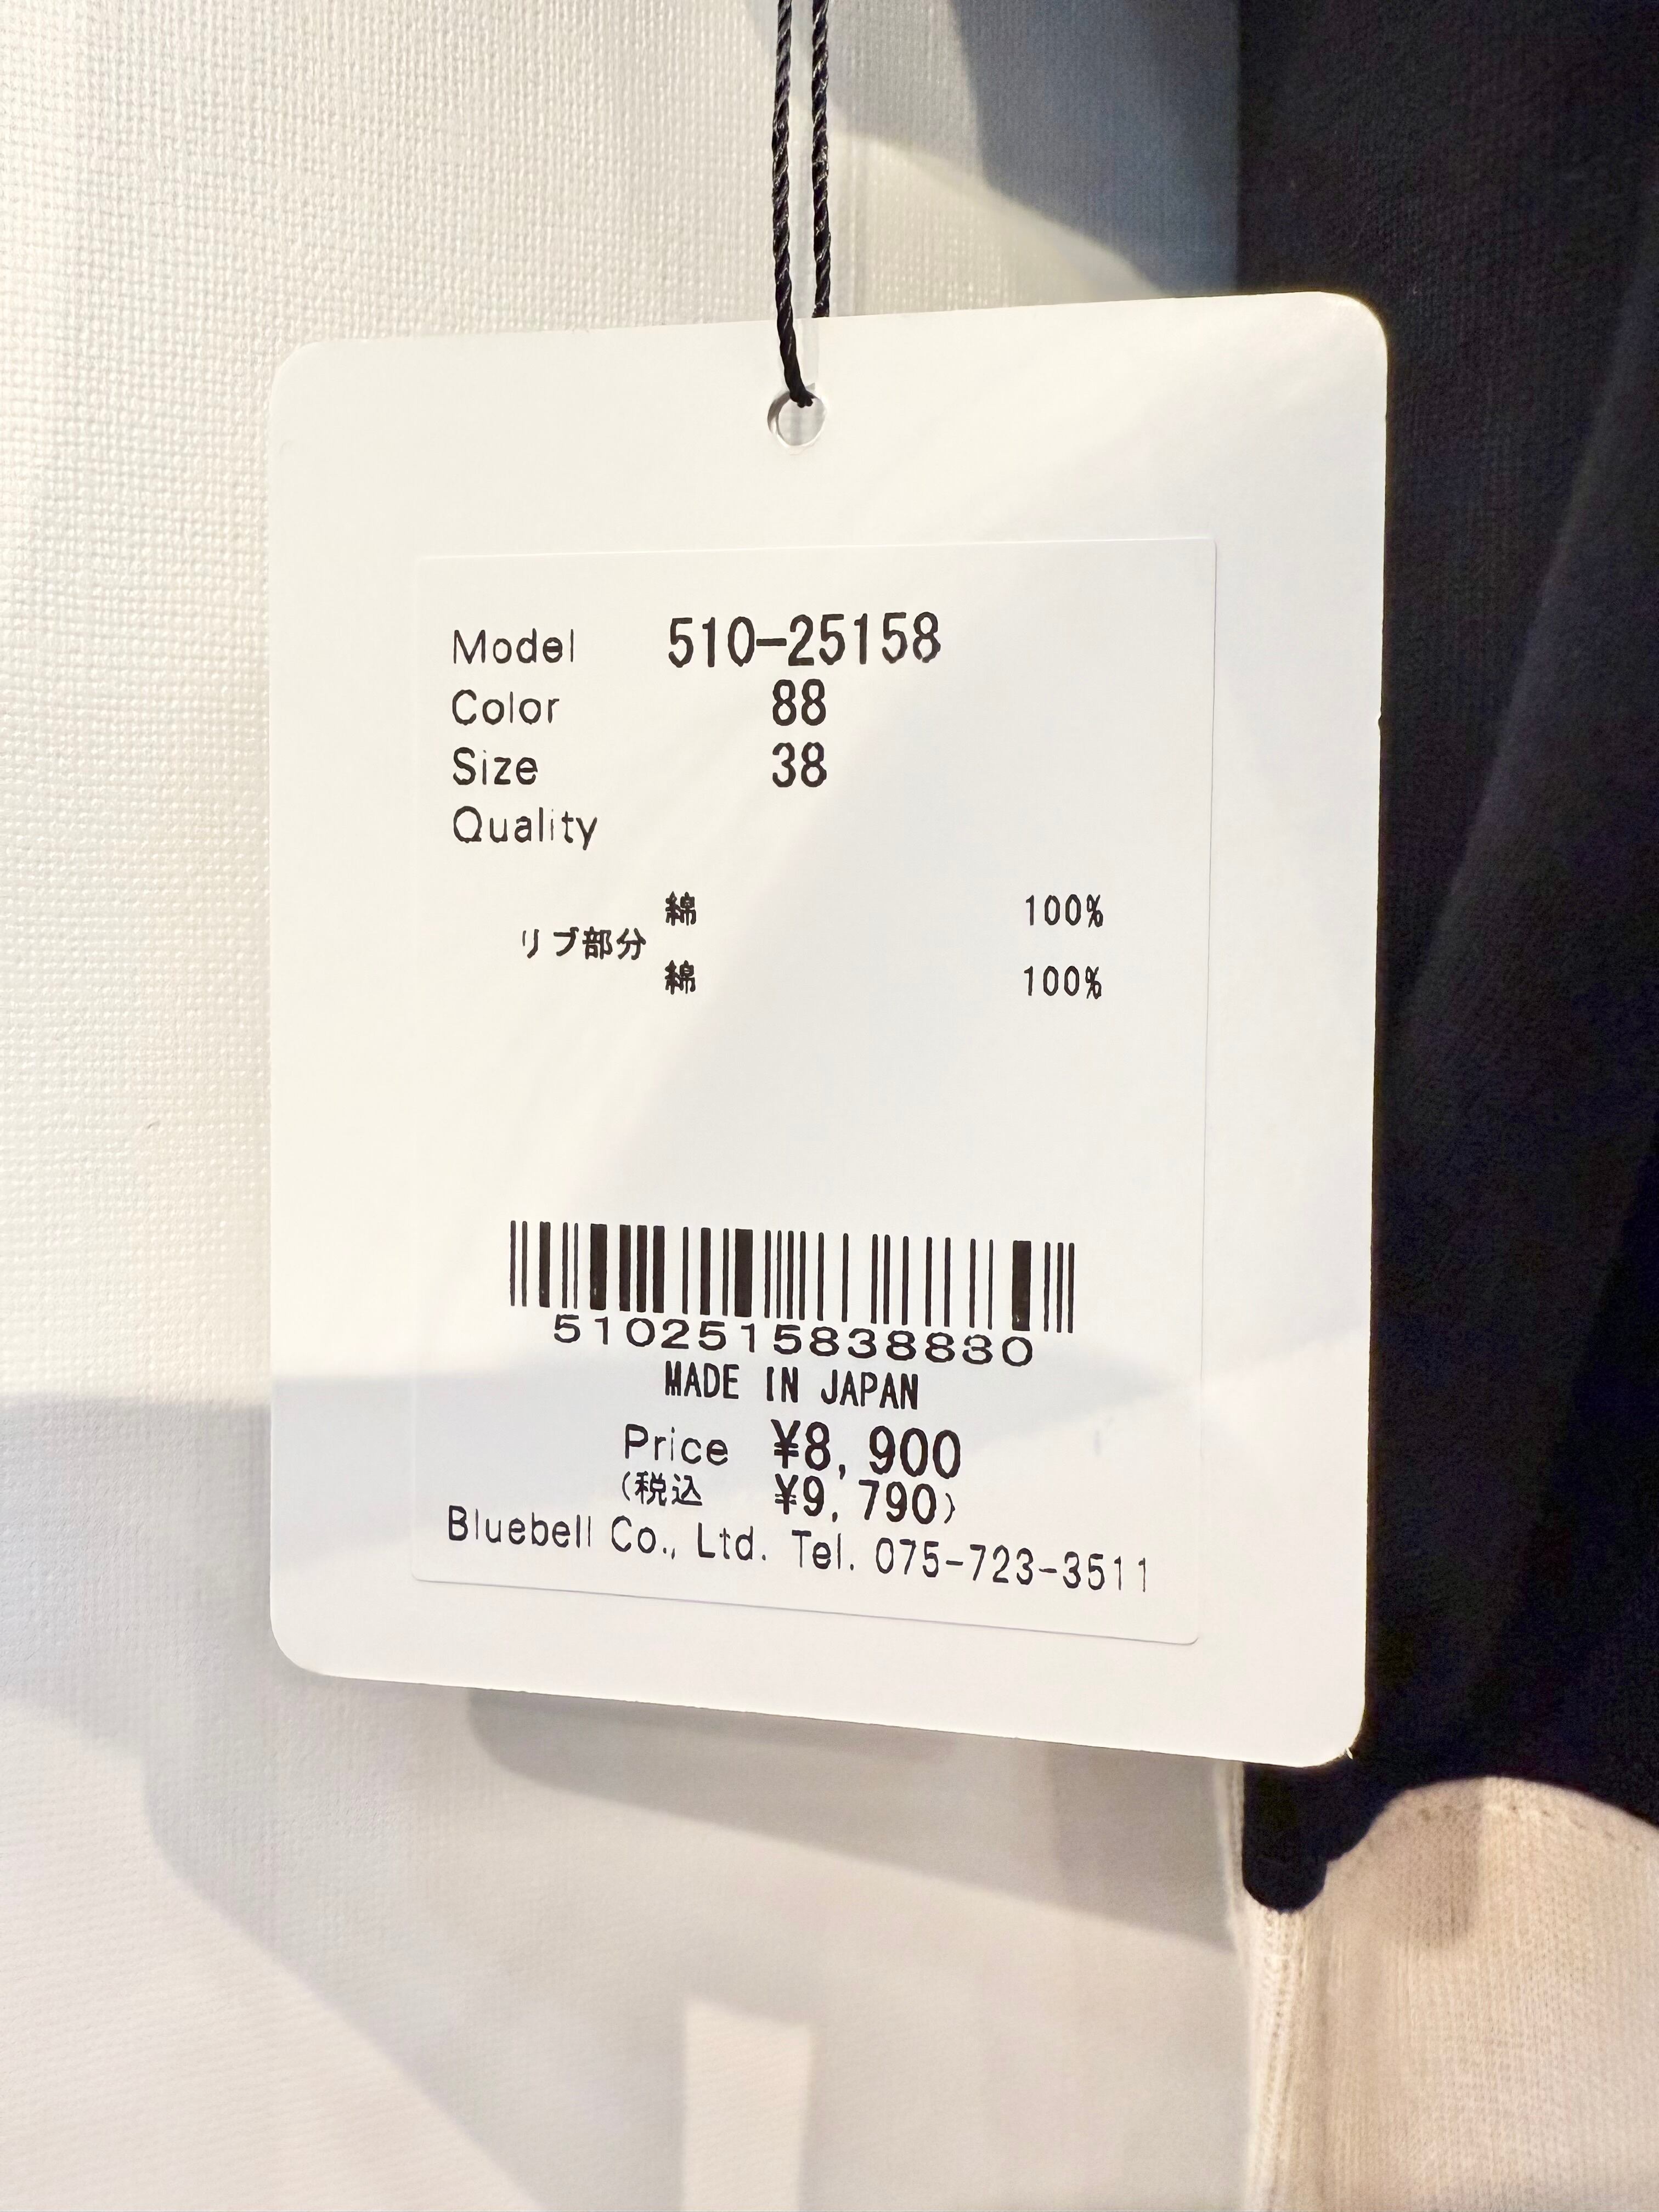 Model 510-25158
Color 88
Size 38
Quality
綿 100%
リブ部分
綿 100%
5102515838830
MADE IN JAPAN
Price ¥8,900
(税込 ¥9,790)
Bluebell Co., Ltd. Tel. 075-723-3511